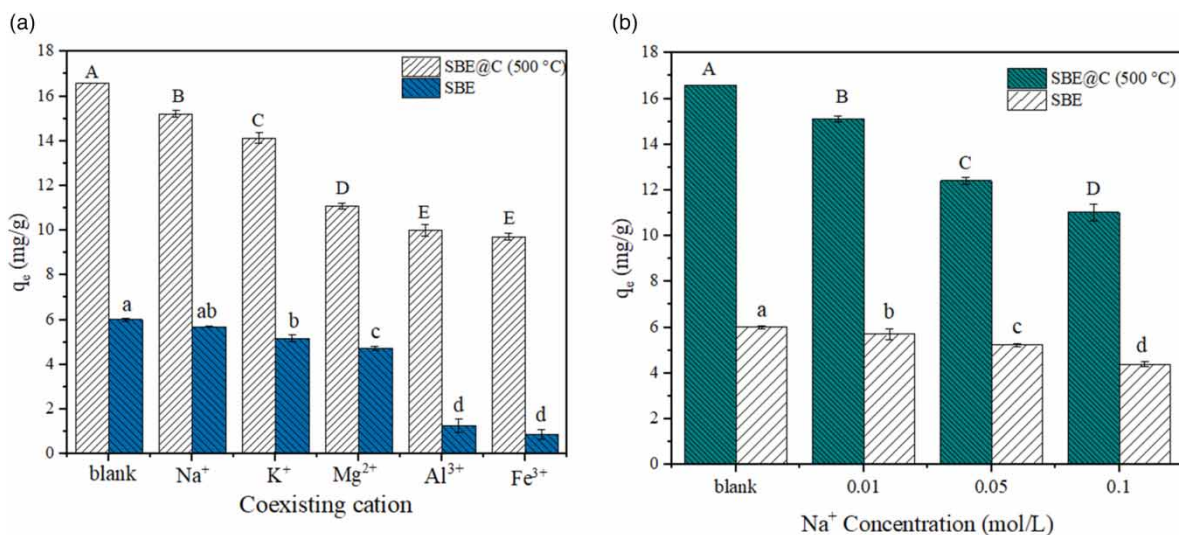 (a)
18
16
14
12
10
8
6
4
2
0
qe (mg/g)
SBE@C (500 °C)
SBE
A
B
C
D
E
E
a
ab
b
c
d
d
blank
Na⁺
K⁺
Mg²⁺
Al³⁺
Fe³⁺
Coexisting cation
(b)
18
16
14
12
10
8
6
4
2
0
qe (mg/g)
SBE@C (500 °C)
SBE
A
B
C
D
a
b
c
d
blank
0.01
0.05
0.1
Na⁺ Concentration (mol/L)